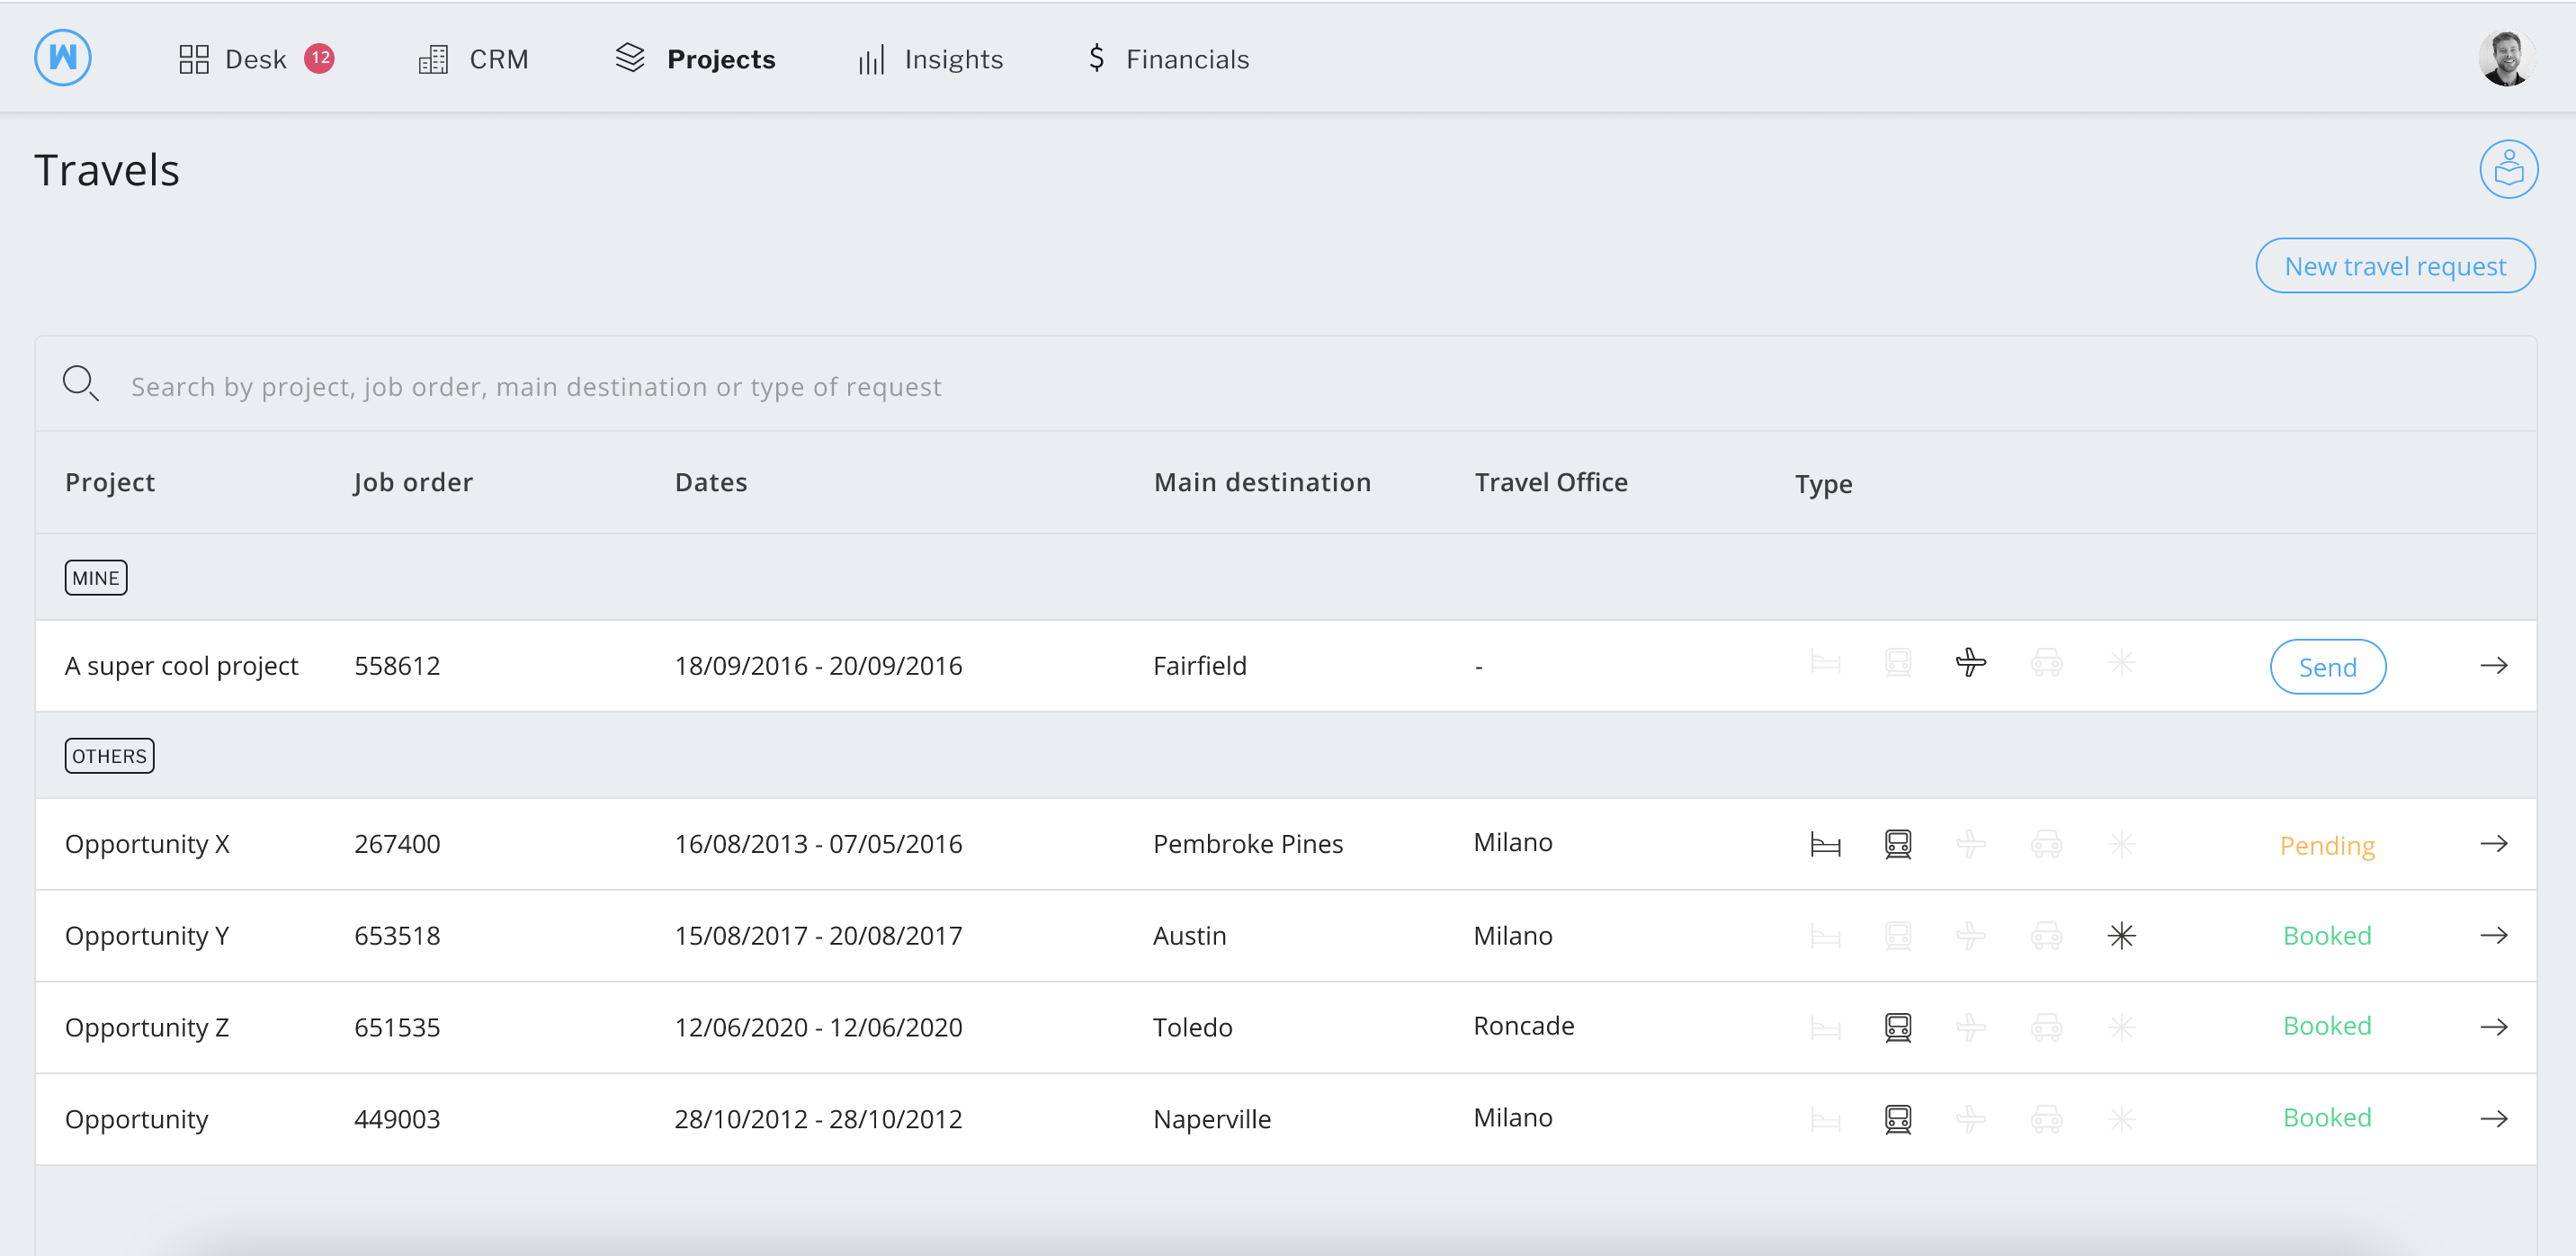 W Desk 12 CRM Projects Insights $ Financials
Travels
New travel request
Search by project, job order, main destination or type of request
Project Job order Dates Main destination Travel Office Type
MINE
A super cool project 558612 18/09/2016 - 20/09/2016 Fairfield - Send
OTHERS
Opportunity X 267400 16/08/2013 - 07/05/2016 Pembroke Pines Milano Pending
Opportunity Y 653518 15/08/2017 - 20/08/2017 Austin Milano Booked
Opportunity Z 651535 12/06/2020 - 12/06/2020 Toledo Roncade Booked
Opportunity 449003 28/10/2012 - 28/10/2012 Naperville Milano Booked